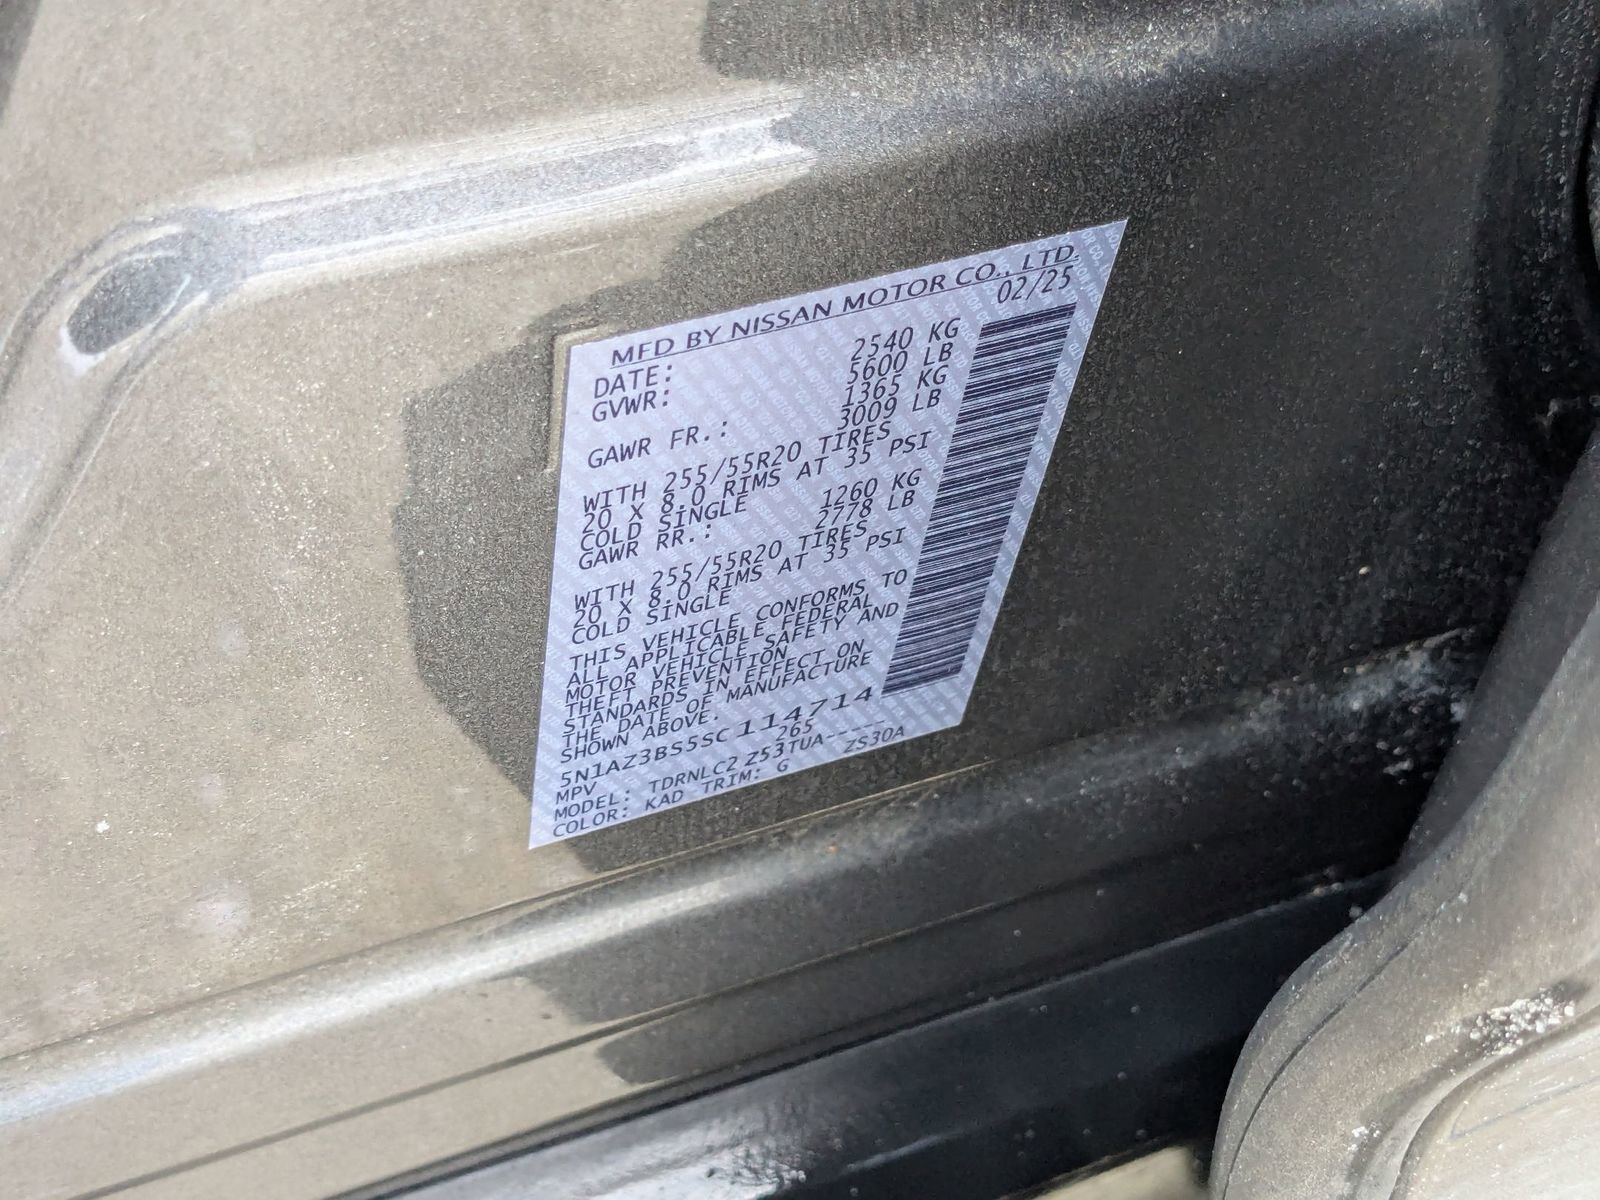 MFD BY NISSAN MOTOR CO., LTD.
DATE: 02/25
GVWR: 2540 KG
5600 LB
GAWR FR.: 1365 KG
3009 LB
WITH 255/55R20 TIRES
20 X 8.0 RIMS AT 35 PSI
COLD SINGLE
GAWR RR.: 1260 KG
2778 LB
WITH 255/55R20 TIRES
20 X 8.0 RIMS AT 35 PSI
COLD SINGLE
THIS VEHICLE CONFORMS TO
ALL APPLICABLE FEDERAL
MOTOR VEHICLE SAFETY AND
THEFT PREVENTION
STANDARDS IN EFFECT ON
THE DATE OF MANUFACTURE
SHOWN ABOVE.
5N1AZ3BS5SC114714
MPV 265
MODEL: TDRNLC2 Z53TUA-----
COLOR: KAD TRIM: G ZS30A